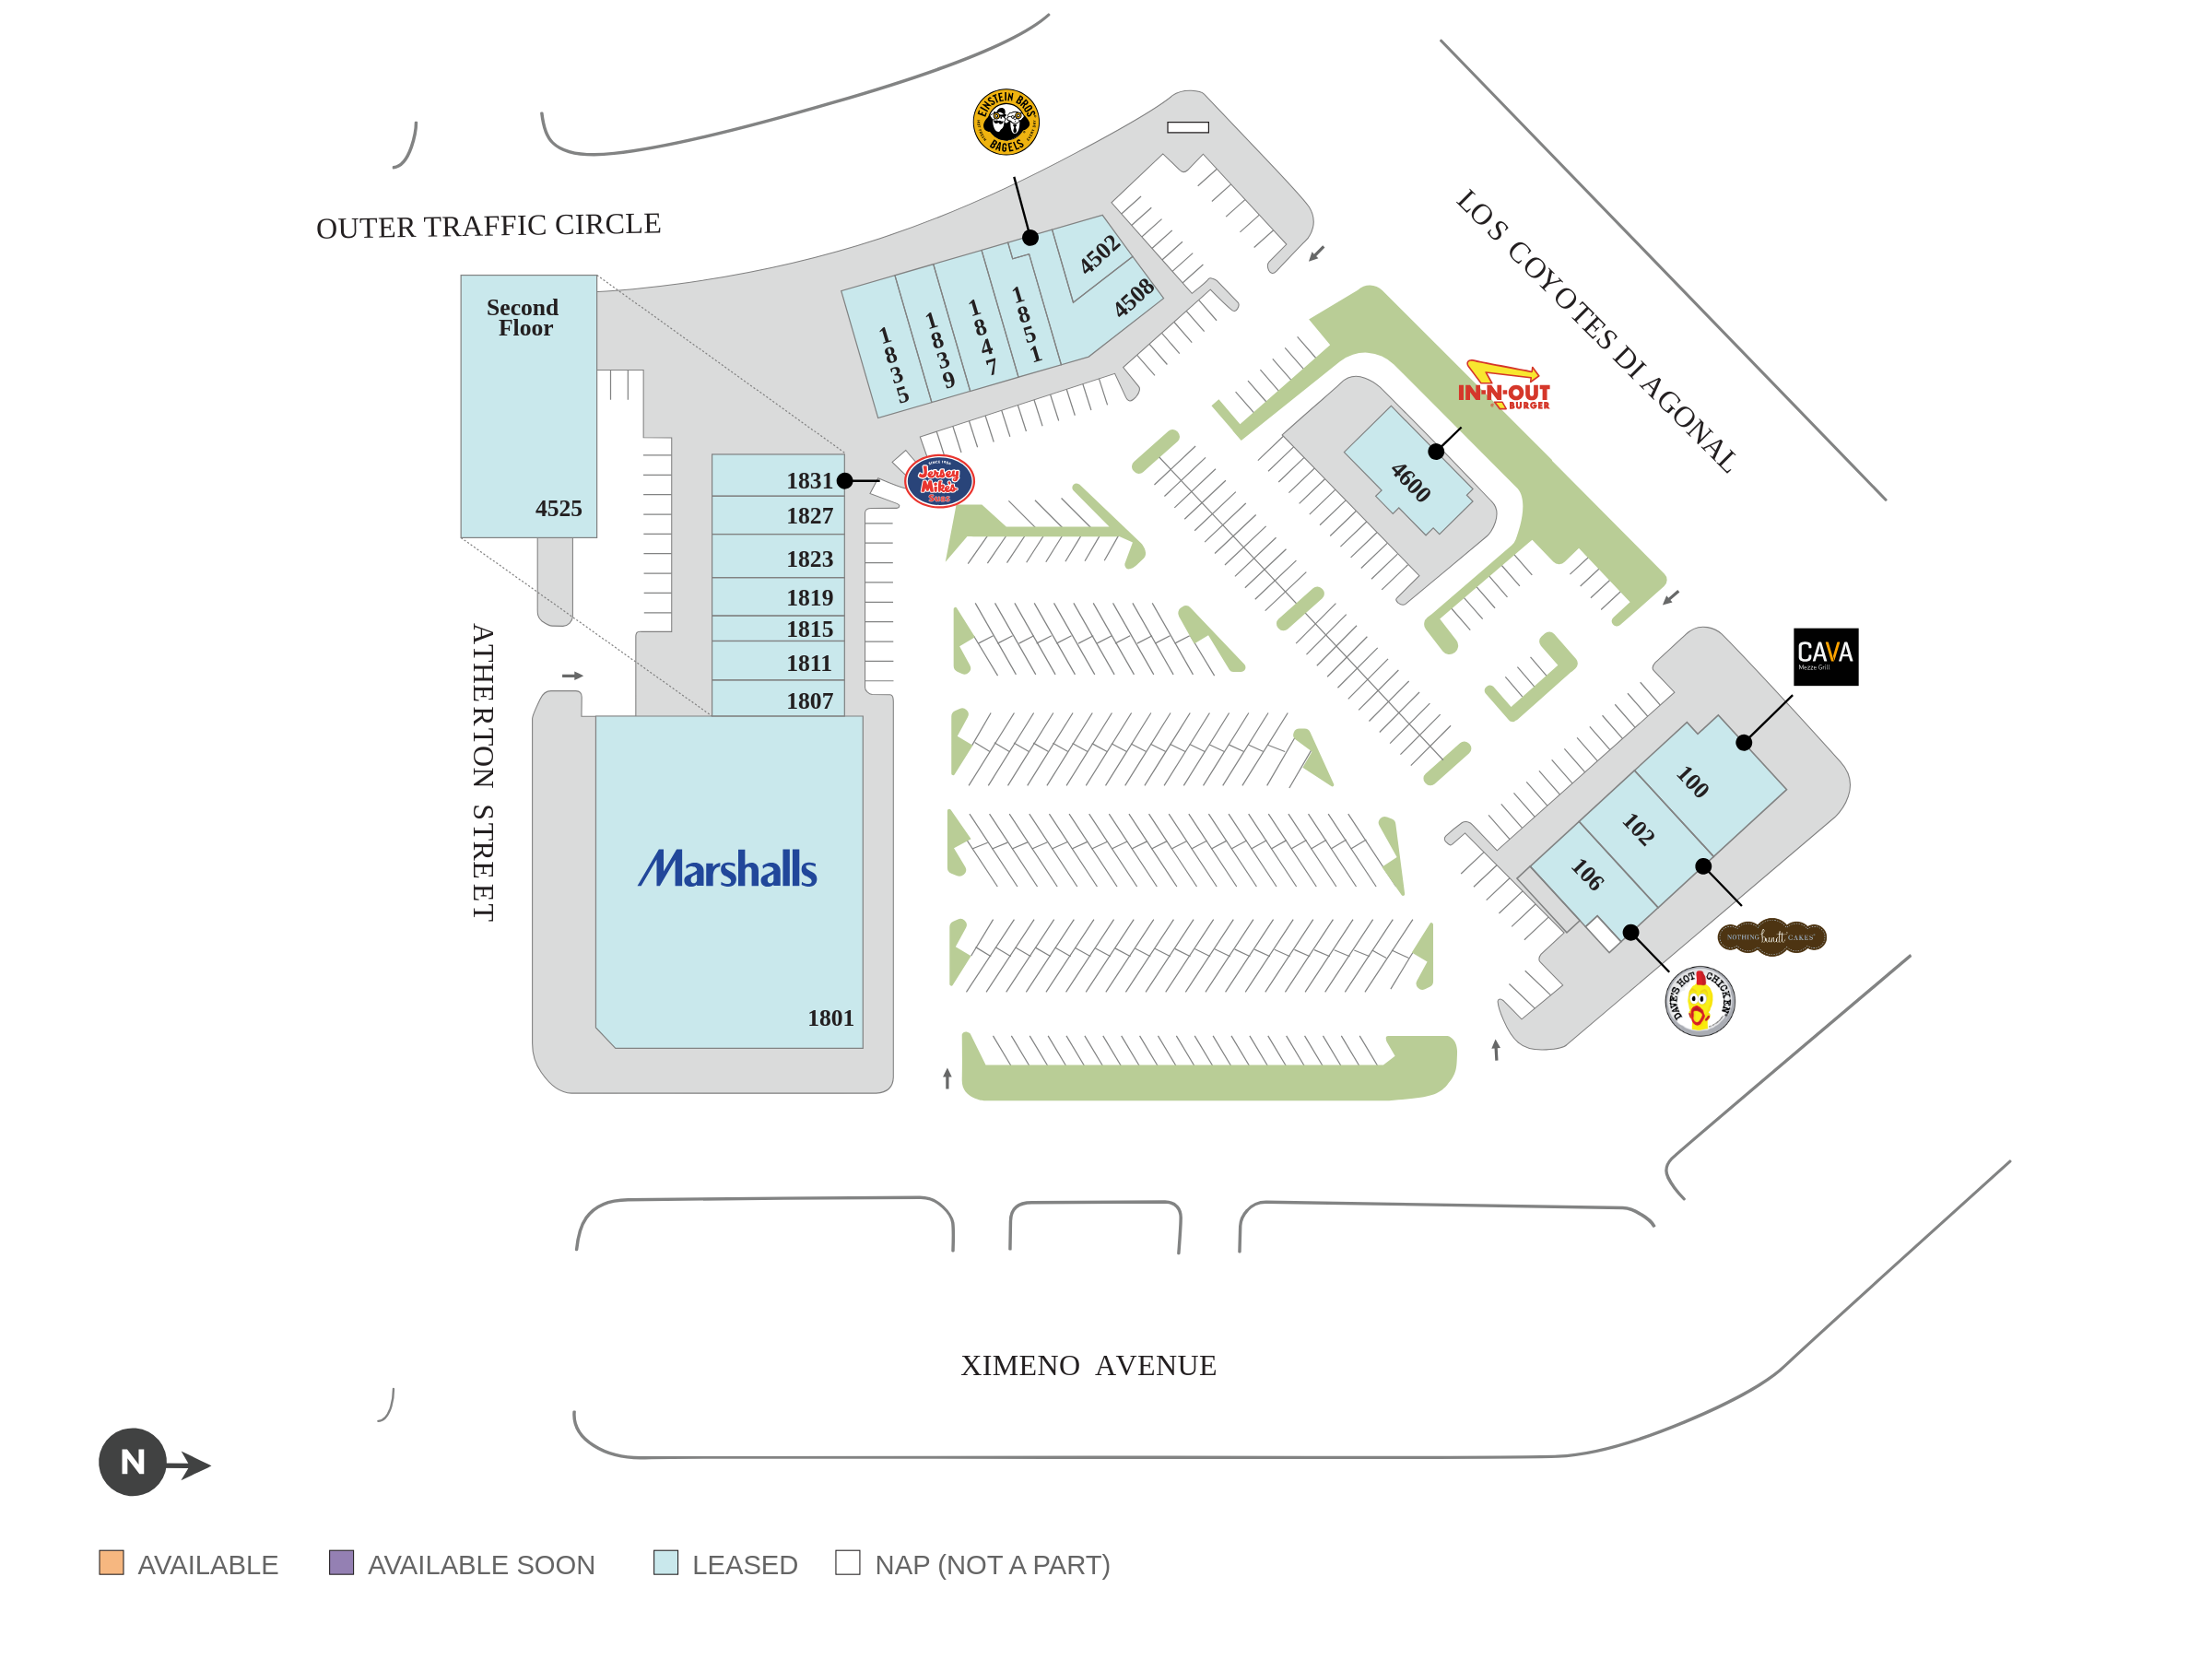 EINSTEIN BROS
BAGELS
OUTER TRAFFIC CIRCLE
LOS COYOTES DIAGONAL
Second
Floor
4525
1835
1839
1847
1851
4502
4508
IN-N-OUT
BURGER
4600
SINCE 1956
Jersey
Mike's
SUBS
1831
1827
1823
1819
1815
1811
1807
ATHERTON STREET
CAVA
Mezze Grill
100
102
106
Marshalls
1801
NOTHING bundt CAKES
DAVE'S HOT CHICKEN
XIMENO AVENUE
N
AVAILABLE
AVAILABLE SOON
LEASED
NAP (NOT A PART)